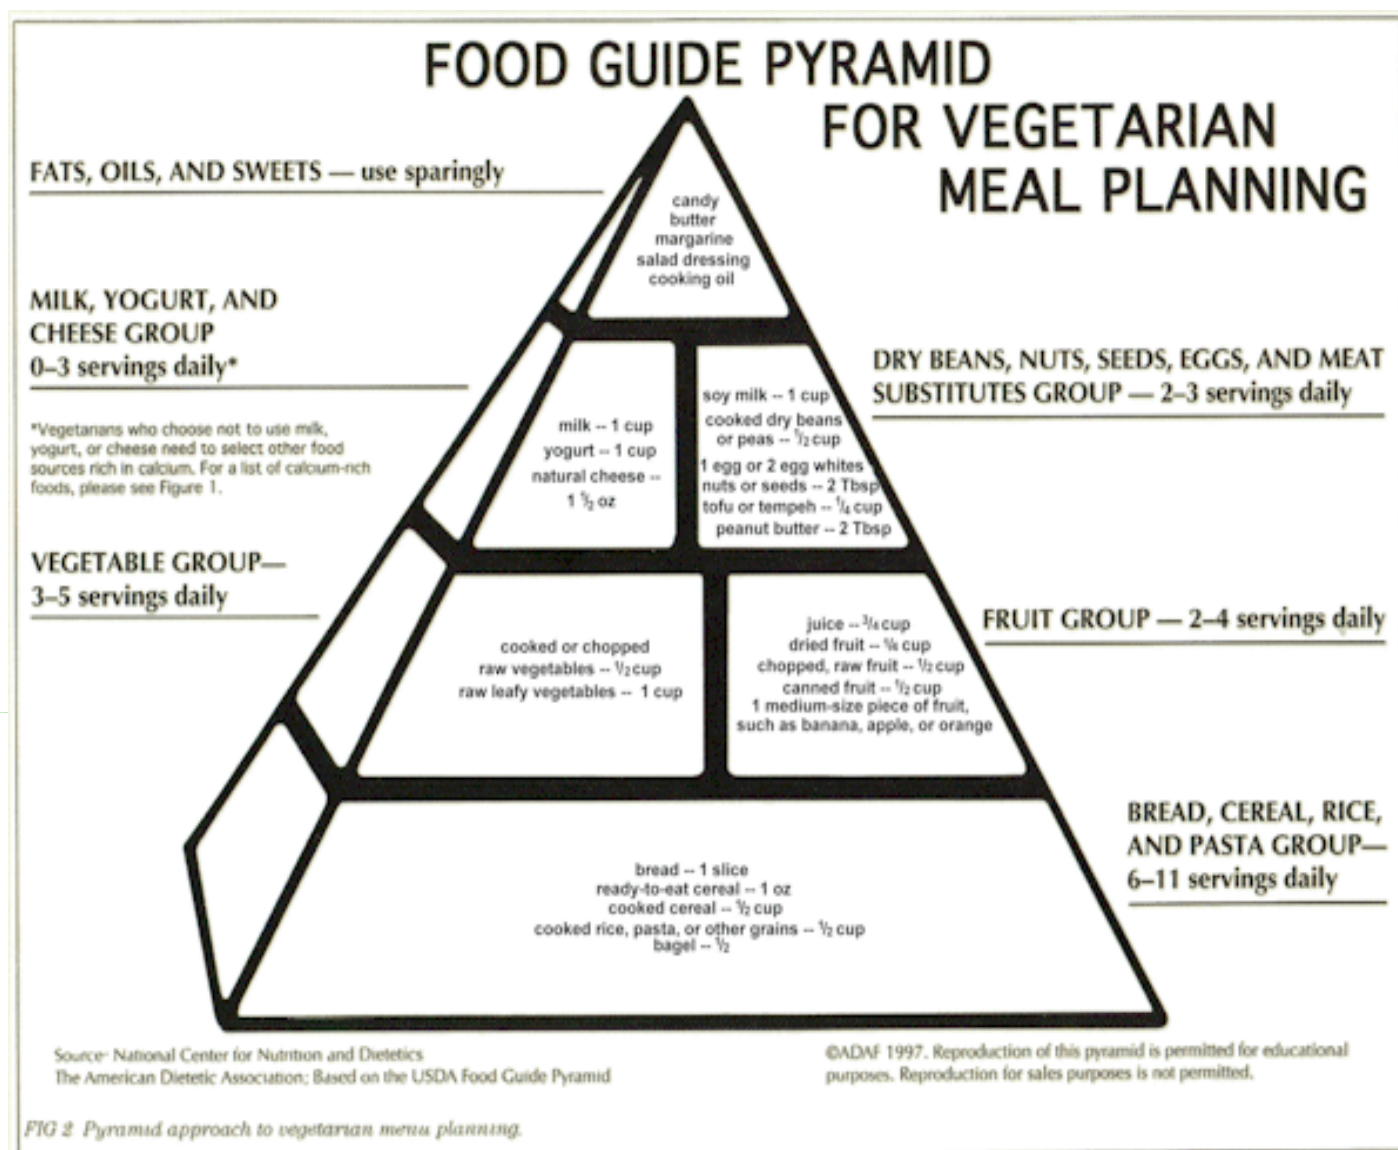 FOOD GUIDE PYRAMID
FOR VEGETARIAN
MEAL PLANNING
FATS, OILS, AND SWEETS — use sparingly
candy
butter
margarine
salad dressing
cooking oil
MILK, YOGURT, AND
CHEESE GROUP
0–3 servings daily*
*Vegetarians who choose not to use milk,
yogurt, or cheese need to select other food
sources rich in calcium. For a list of calcium-rich
foods, please see Figure 1.
milk -- 1 cup
yogurt -- 1 cup
natural cheese --
1 ½ oz
DRY BEANS, NUTS, SEEDS, EGGS, AND MEAT
SUBSTITUTES GROUP — 2–3 servings daily
soy milk -- 1 cup
cooked dry beans
or peas -- ½ cup
1 egg or 2 egg whites
nuts or seeds -- 2 Tbsp
tofu or tempeh -- ¼ cup
peanut butter -- 2 Tbsp
VEGETABLE GROUP—
3–5 servings daily
cooked or chopped
raw vegetables -- ½ cup
raw leafy vegetables -- 1 cup
FRUIT GROUP — 2–4 servings daily
juice -- ¾ cup
dried fruit -- cup
chopped, raw fruit -- ½ cup
canned fruit -- ½ cup
1 medium-size piece of fruit,
such as banana, apple, or orange
BREAD, CEREAL, RICE,
AND PASTA GROUP—
6–11 servings daily
bread -- 1 slice
ready-to-eat cereal -- 1 oz
cooked cereal -- ½ cup
cooked rice, pasta, or other grains -- ½ cup
bagel -- ½
Source- National Center for Nutrition and Dietetics
The American Dietetic Association; Based on the USDA Food Guide Pyramid
©ADAF 1997. Reproduction of this pyramid is permitted for educational
purposes. Reproduction for sales purposes is not permitted.
FIG 2 Pyramid approach to vegetarian menu planning.